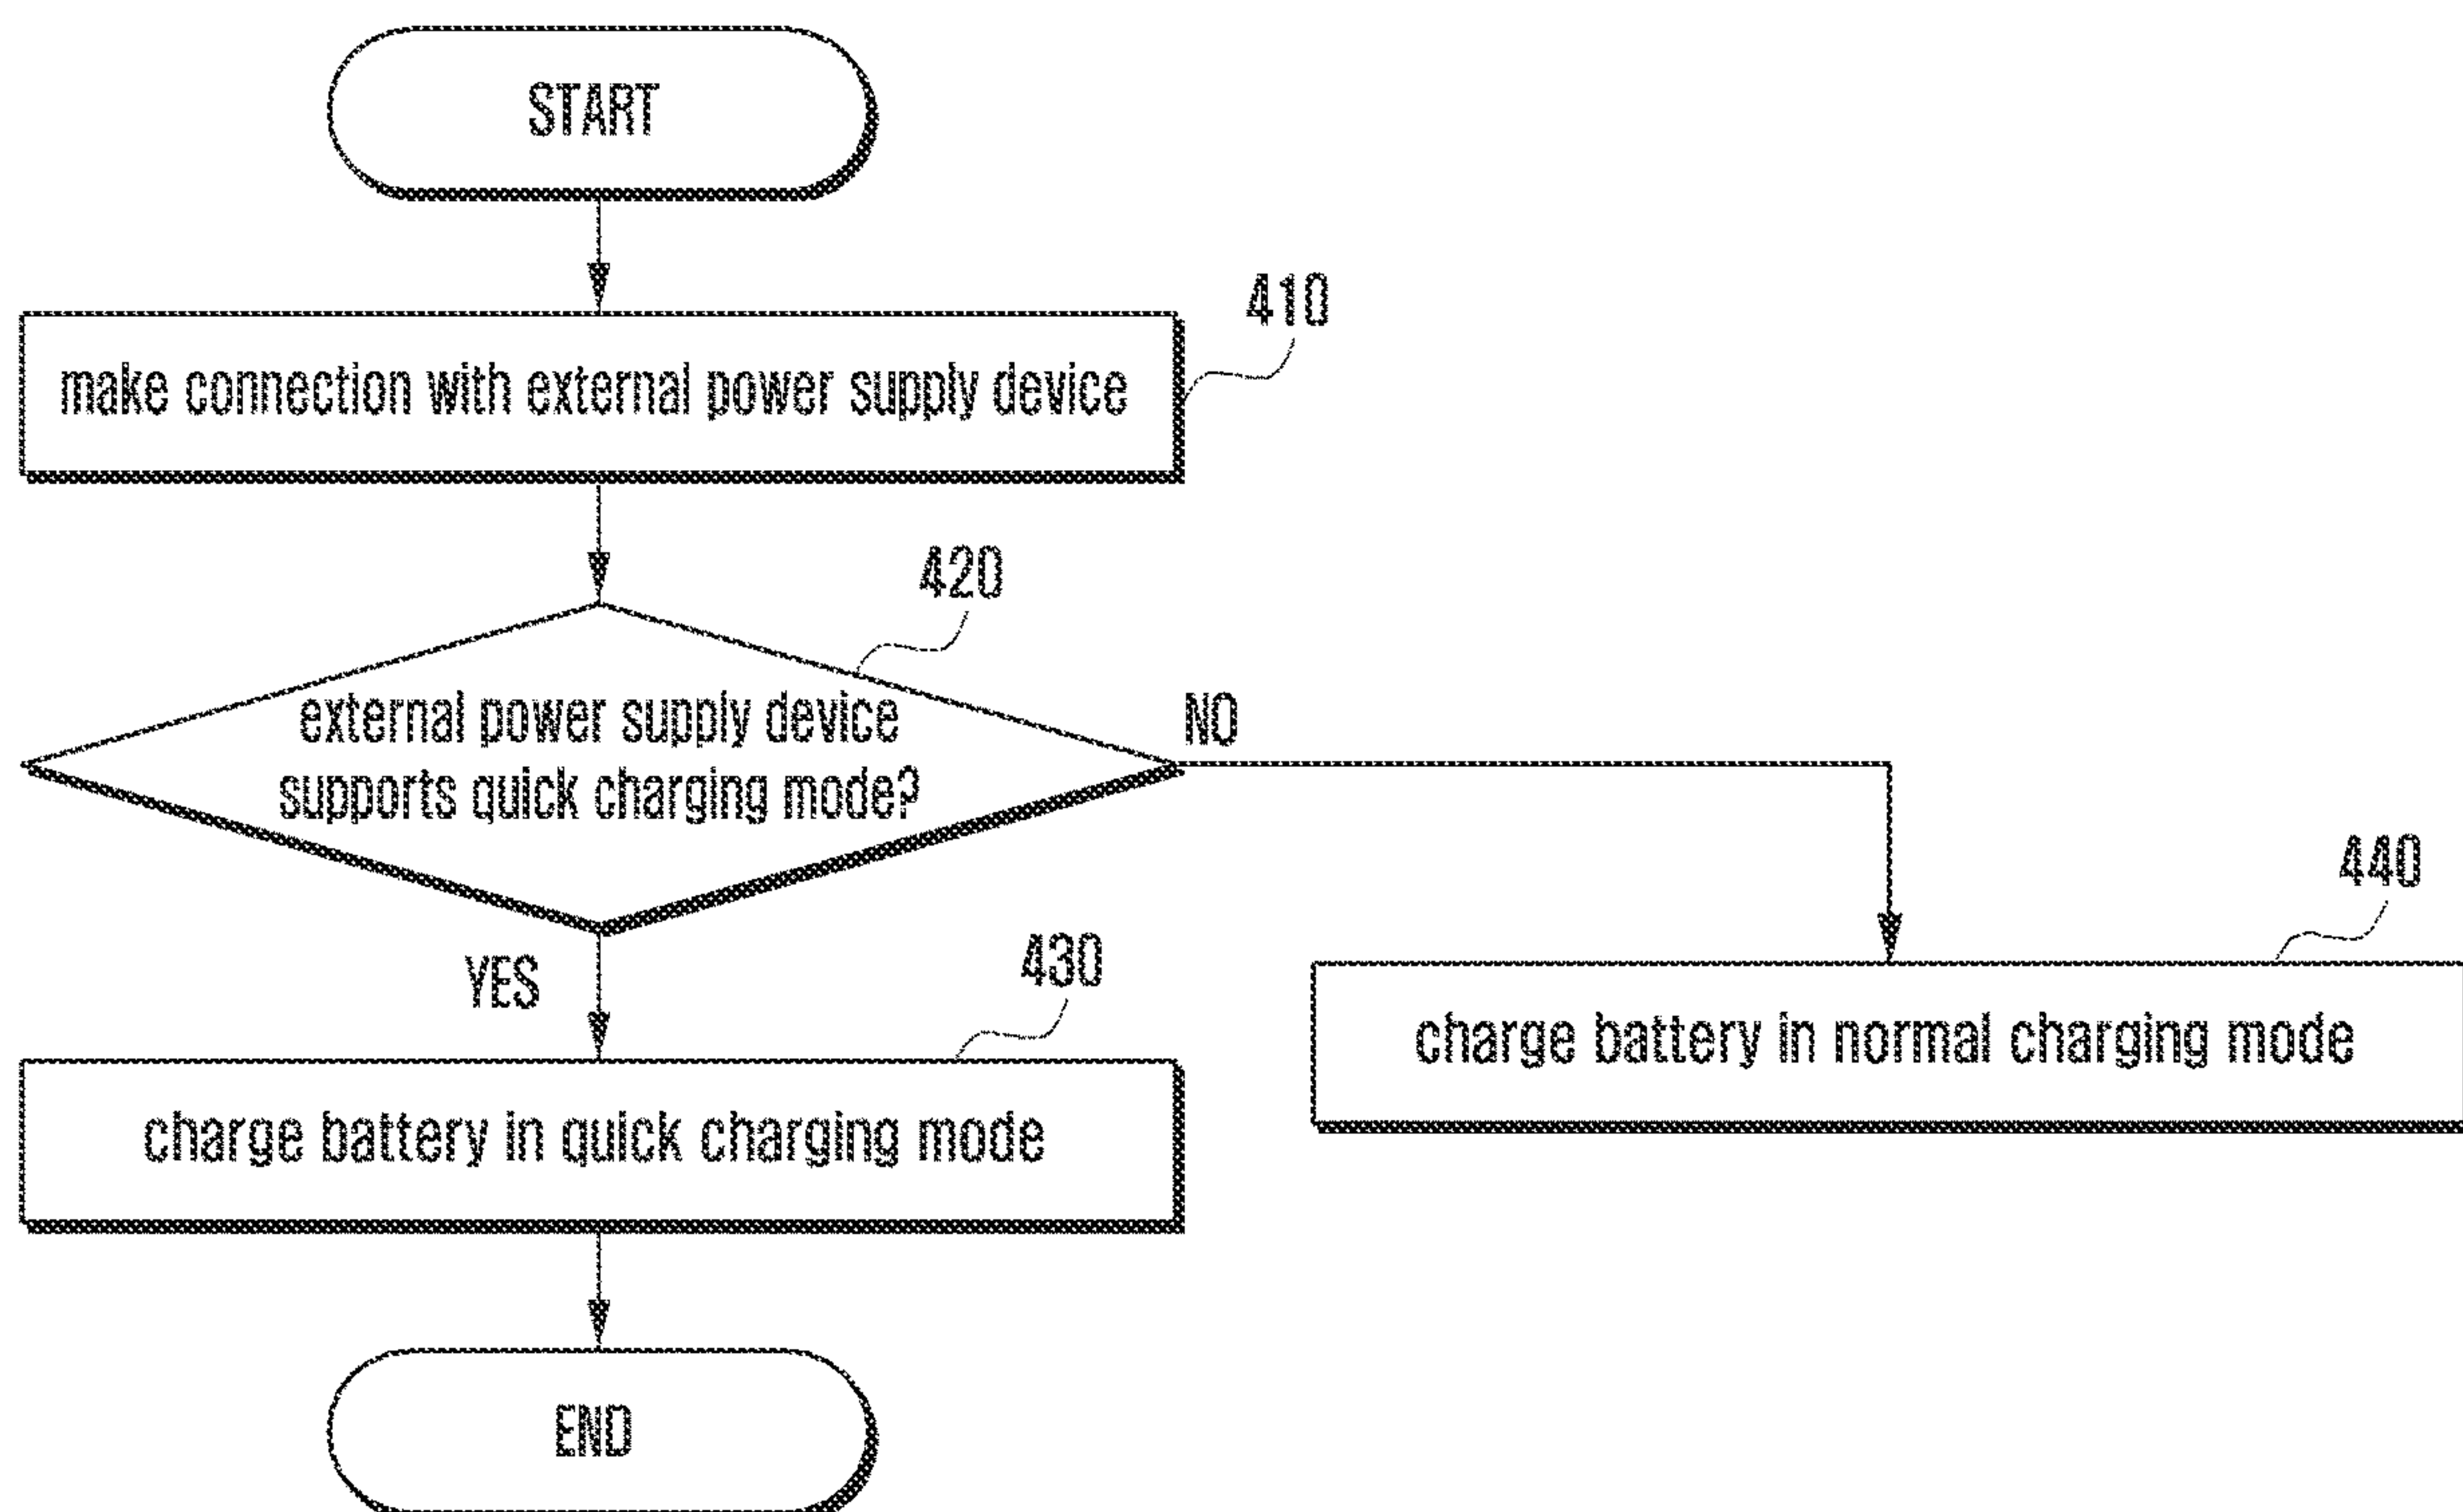 START
410
make connection with external power supply device
420
external power supply device
supports quick charging mode?
NO
YES
430
440
charge battery in quick charging mode
charge battery in normal charging mode
END